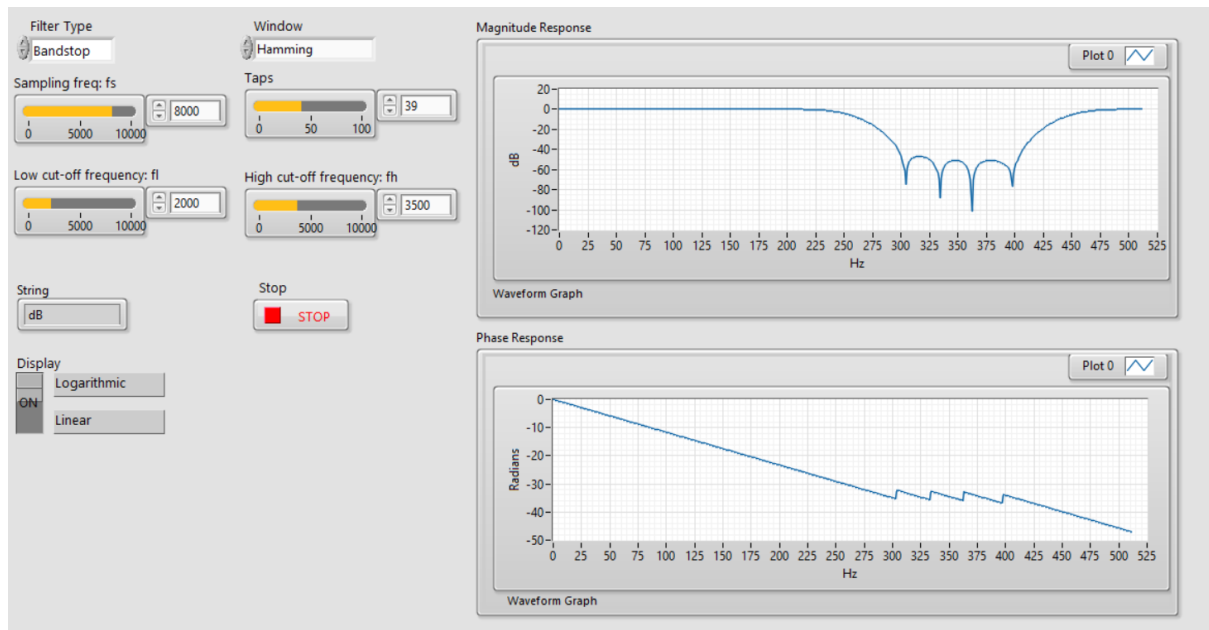 Filter Type
Bandstop
Window
Hamming
Sampling freq: fs
8000
0 5000 10000
Taps
39
0 50 100
Low cut-off frequency: fl
2000
0 5000 10000
High cut-off frequency: fh
3500
0 5000 10000
String
dB
Stop
STOP
Display
Logarithmic
ON
Linear
Magnitude Response
Plot 0
20
0
-20
-40
-60
-80
-100
-120
dB
0 25 50 75 100 125 150 175 200 225 250 275 300 325 350 375 400 425 450 475 500 525
Hz
Waveform Graph
Phase Response
Plot 0
0
-10
-20
-30
-40
-50
Radians
0 25 50 75 100 125 150 175 200 225 250 275 300 325 350 375 400 425 450 475 500 525
Hz
Waveform Graph